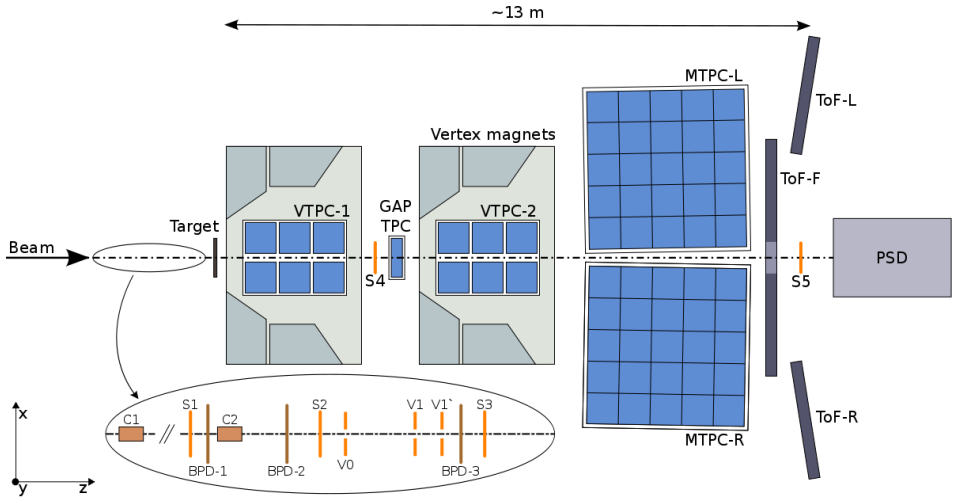 ~13 m
MTPC-L
ToF-L
Vertex magnets
ToF-F
Target
VTPC-1
GAP
TPC
VTPC-2
Beam
S4
S5
PSD
S1
C1
C2
S2
V1
V1`
S3
BPD-1
BPD-2
V0
BPD-3
MTPC-R
ToF-R
x
y
z